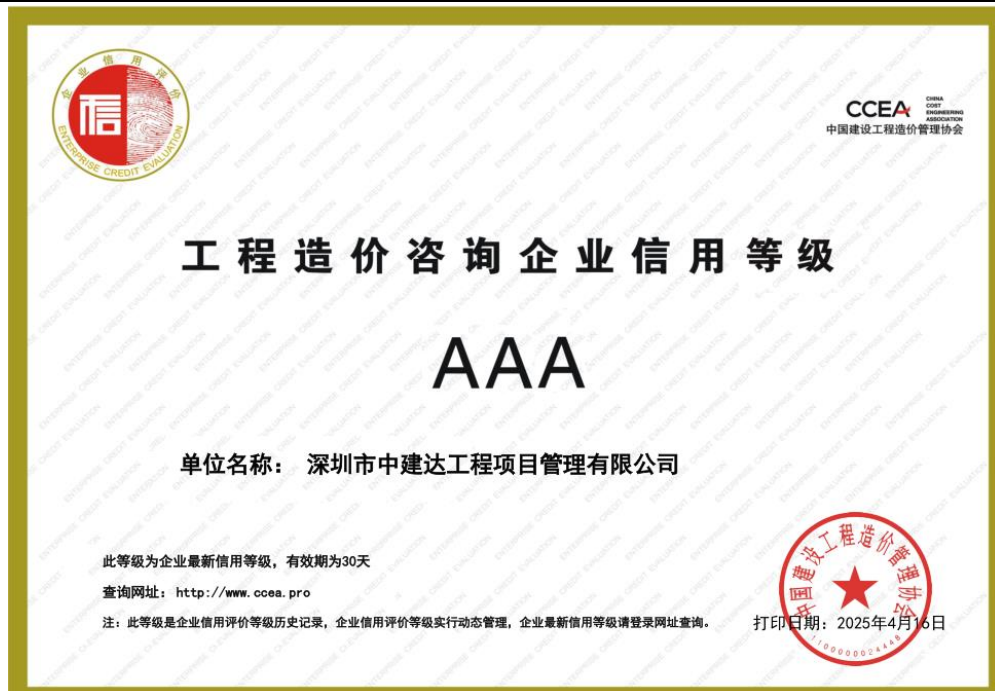 企业信用评价
信
ENTERPRISE CREDIT EVALUATION
CCEA
CHINA
COST
ENGINEERING
ASSOCIATION
中国建设工程造价管理协会
工程造价咨询企业信用等级
AAA
单位名称： 深圳市中建达工程项目管理有限公司
此等级为企业最新信用等级，有效期为30天
查询网址：http://www.ccea.pro
注：此等级是企业信用评价等级历史记录，企业信用评价等级实行动态管理，企业最新信用等级请登录网址查询。
中国建设工程造价管理协会
打印日期：2025年4月16日
1100000024448